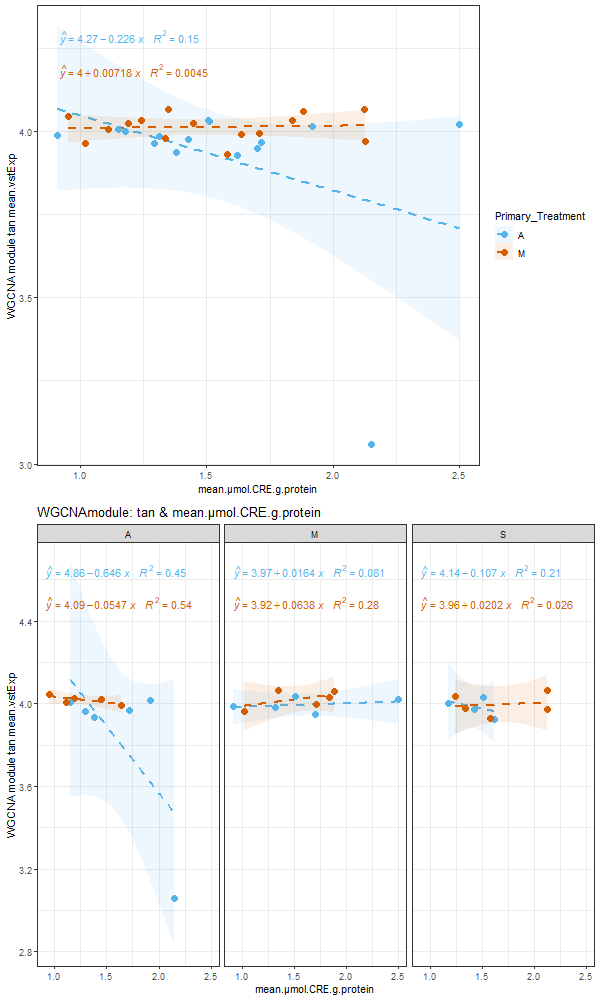 ŷ = 4.27 − 0.226 x R² = 0.15
ŷ = 4 + 0.00718 x R² = 0.0045
4.0
3.5
3.0
WGCNA module tan mean.vstExp
1.0 1.5 2.0 2.5
mean.µmol.CRE.g.protein
Primary_Treatment
A
M
WGCNAmodule: tan & mean.µmol.CRE.g.protein
A M S
ŷ = 4.86 − 0.646 x R² = 0.45 ŷ = 3.97 + 0.0164 x R² = 0.081 ŷ = 4.14 − 0.107 x R² = 0.21
ŷ = 4.09 − 0.0547 x R² = 0.54 ŷ = 3.92 + 0.0638 x R² = 0.28 ŷ = 3.96 + 0.0202 x R² = 0.026
4.4
4.0
3.6
3.2
2.8
WGCNA module tan mean.vstExp
1.0 1.5 2.0 2.5 1.0 1.5 2.0 2.5 1.0 1.5 2.0 2.5
mean.µmol.CRE.g.protein